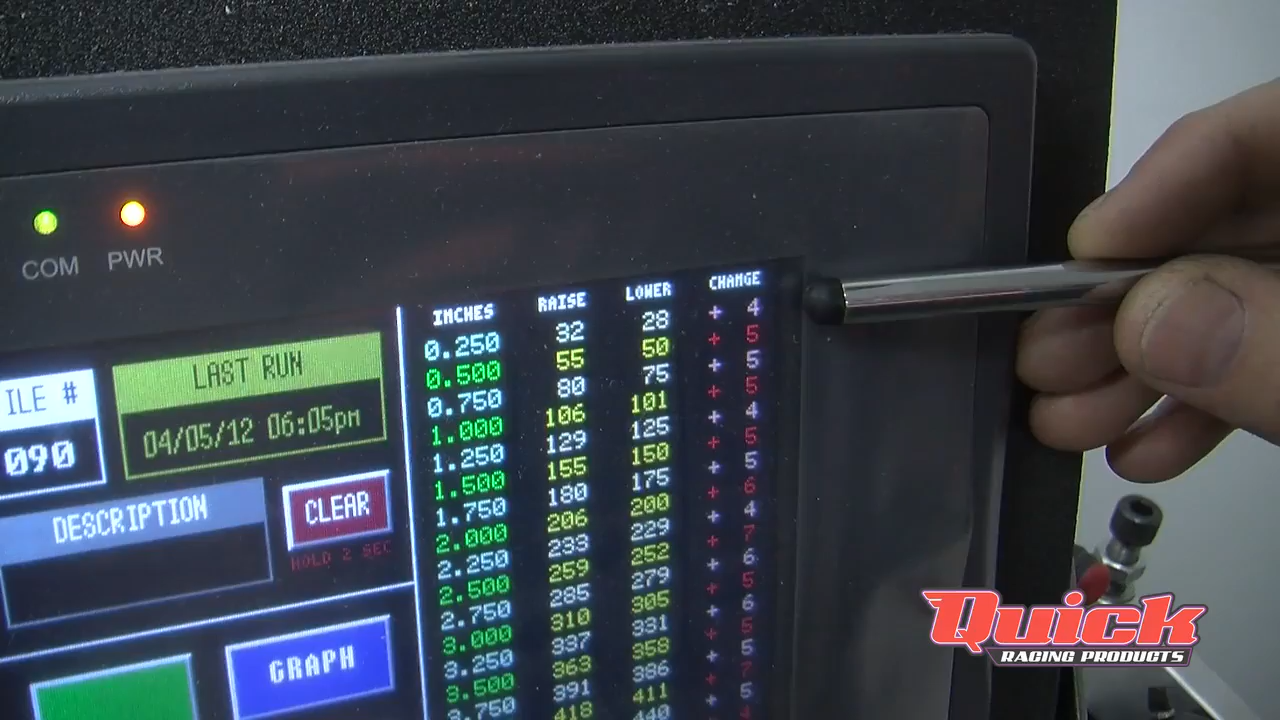 COM PWR
ILE #
090
LAST RUN
04/05/12 06:05pm
DESCRIPTION
CLEAR
HOLD 2 SEC
GRAPH
INCHES RAISE LOWER CHANGE
0.250 32 28 + 4
0.500 55 50 + 5
0.750 80 75 + 5
1.000 106 101 + 5
1.250 129 125 + 4
1.500 155 150 + 5
1.750 180 175 + 5
2.000 206 200 + 6
2.250 233 229 + 4
2.500 259 252 + 7
2.750 285 279 + 6
3.000 310 305 + 5
3.250 337 331 + 6
3.500 363 358 + 5
3.750 391 386 + 5
418 411 + 7
440 + 5
Quick
RACING PRODUCTS